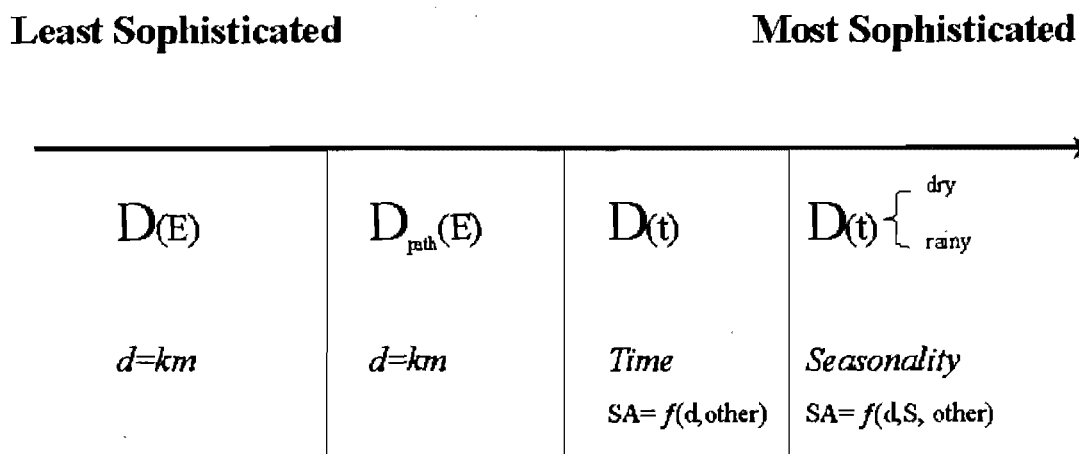 Least Sophisticated Most Sophisticated
D(E) Dpath(E) D(t) D(t) { dry
rainy
d=km d=km Time Seasonality
SA= f(d,other) SA= f(d,S, other)